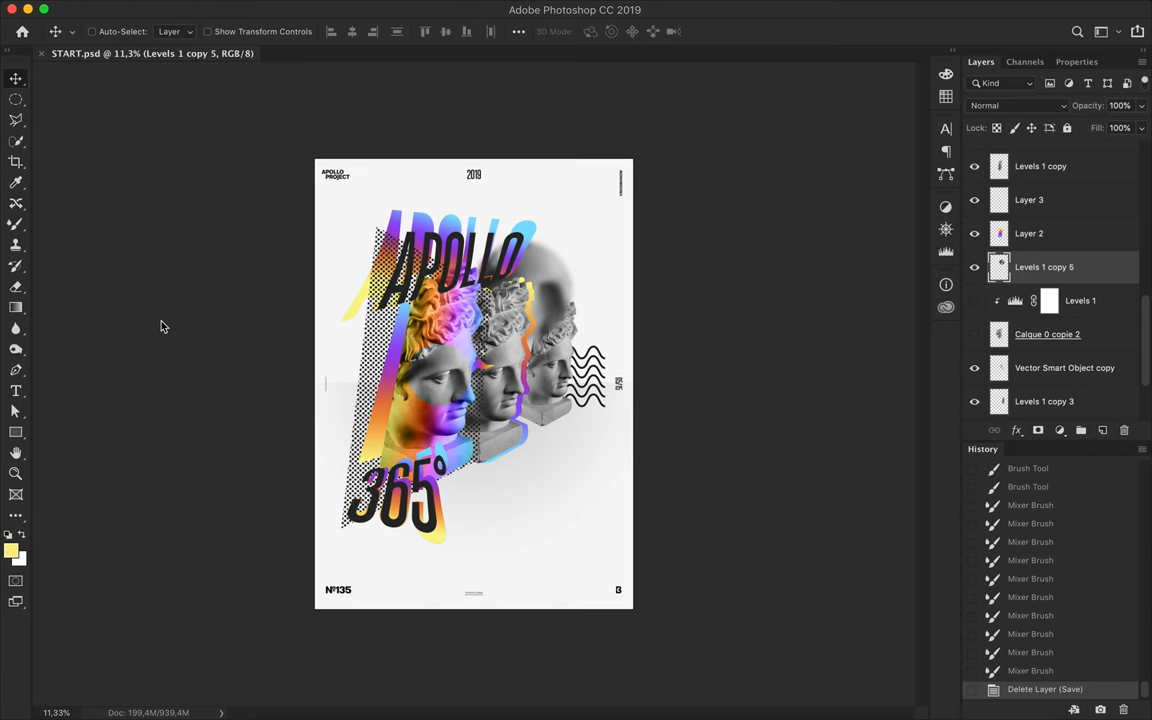 Adobe Photoshop CC 2019
Auto-Select:
Layer
Show Transform Controls
3D Mode:
START.psd @ 11,3% (Levels 1 copy 5, RGB/8)
APOLLO
PROJECT
2019
APOLLO
APOLLO
365°
Nº135
B
11,33%
Doc: 199,4M/939,4M
Layers
Channels
Properties
Kind
Normal
Opacity:
100%
Lock:
Fill:
100%
Levels 1 copy
Layer 3
Layer 2
Levels 1 copy 5
Levels 1
Calque 0 copie 2
Vector Smart Object copy
Levels 1 copy 3
History
Brush Tool
Brush Tool
Mixer Brush
Mixer Brush
Mixer Brush
Mixer Brush
Mixer Brush
Mixer Brush
Mixer Brush
Mixer Brush
Mixer Brush
Mixer Brush
Delete Layer (Save)